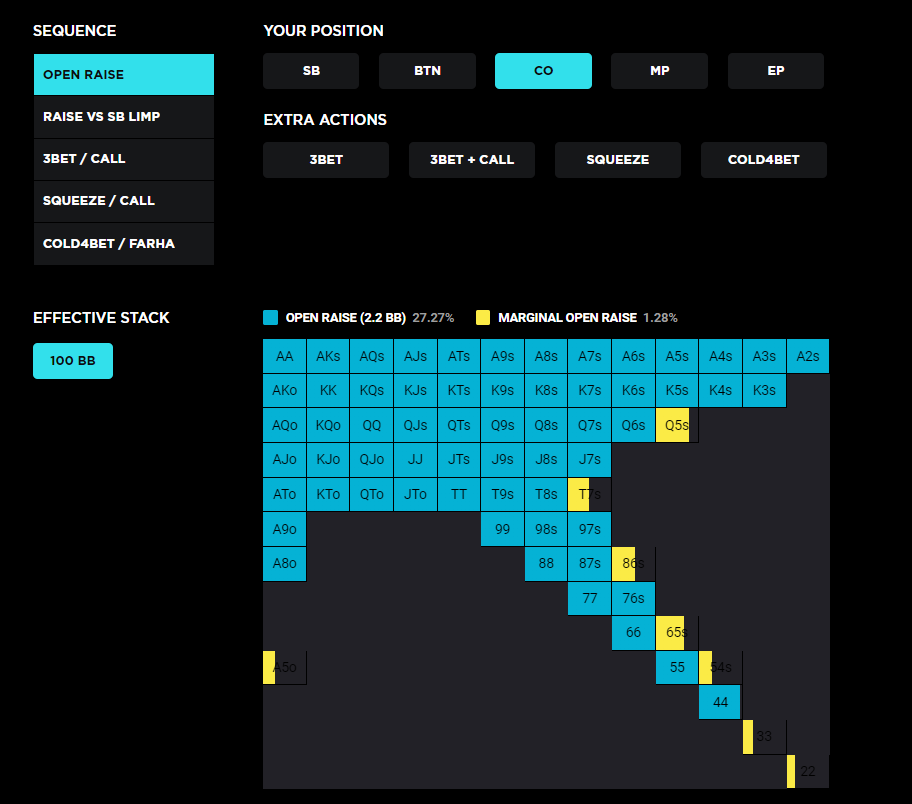 SEQUENCE
OPEN RAISE
RAISE VS SB LIMP
3BET / CALL
SQUEEZE / CALL
COLD4BET / FARHA
YOUR POSITION
SB BTN CO MP EP
EXTRA ACTIONS
3BET 3BET + CALL SQUEEZE COLD4BET
EFFECTIVE STACK
100 BB
OPEN RAISE (2.2 BB) 27.27% MARGINAL OPEN RAISE 1.28%
AA AKs AQs AJs ATs A9s A8s A7s A6s A5s A4s A3s A2s
AKo KK KQs KJs KTs K9s K8s K7s K6s K5s K4s K3s
AQo KQo QQ QJs QTs Q9s Q8s Q7s Q6s Q5s
AJo KJo QJo JJ JTs J9s J8s J7s
ATo KTo QTo JTo TT T9s T8s T7s
A9o 99 98s 97s
A8o 88 87s 86s
77 76s
66 65s
A5o 55 54s
44
33
22